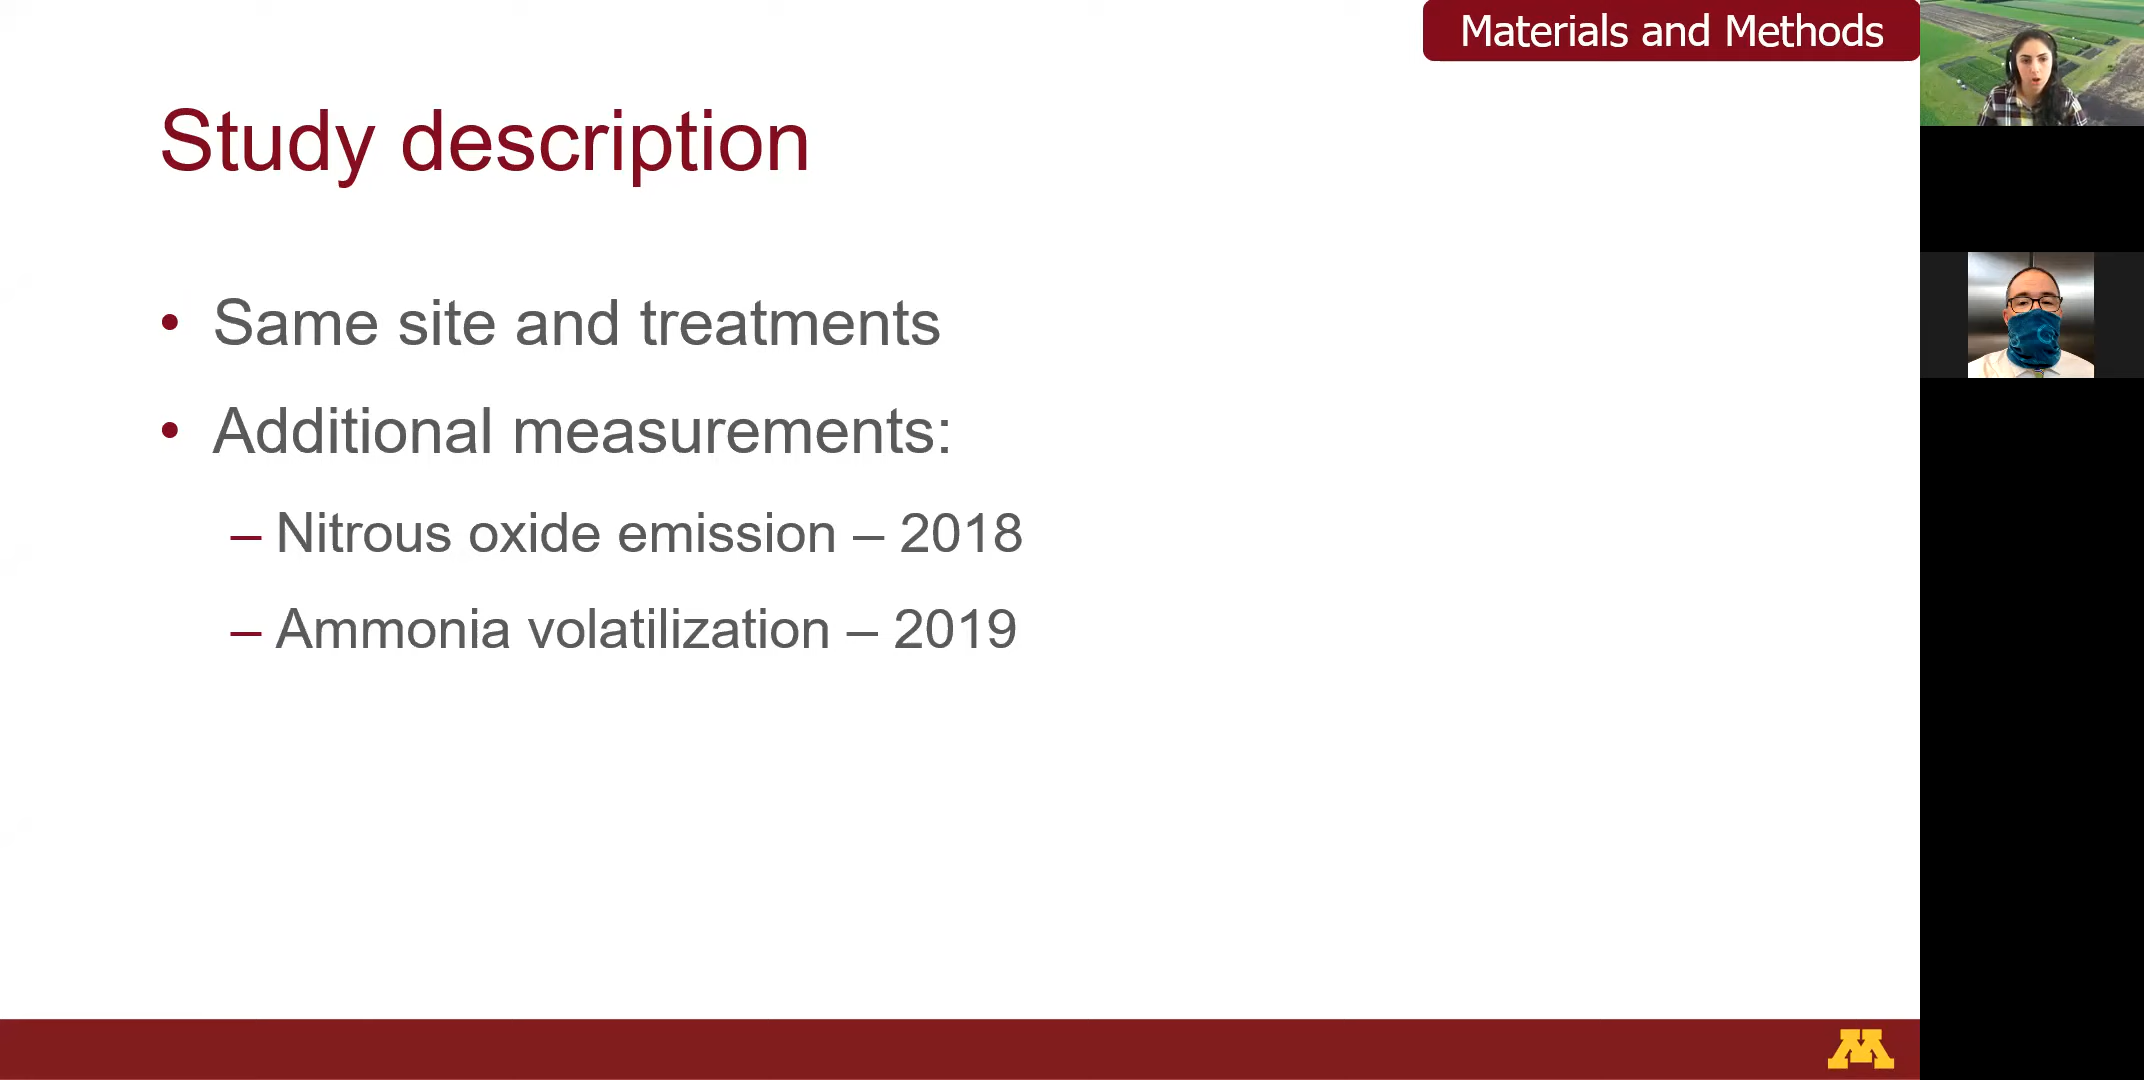 Materials and Methods
Study description
• Same site and treatments
• Additional measurements:
– Nitrous oxide emission – 2018
– Ammonia volatilization – 2019
M